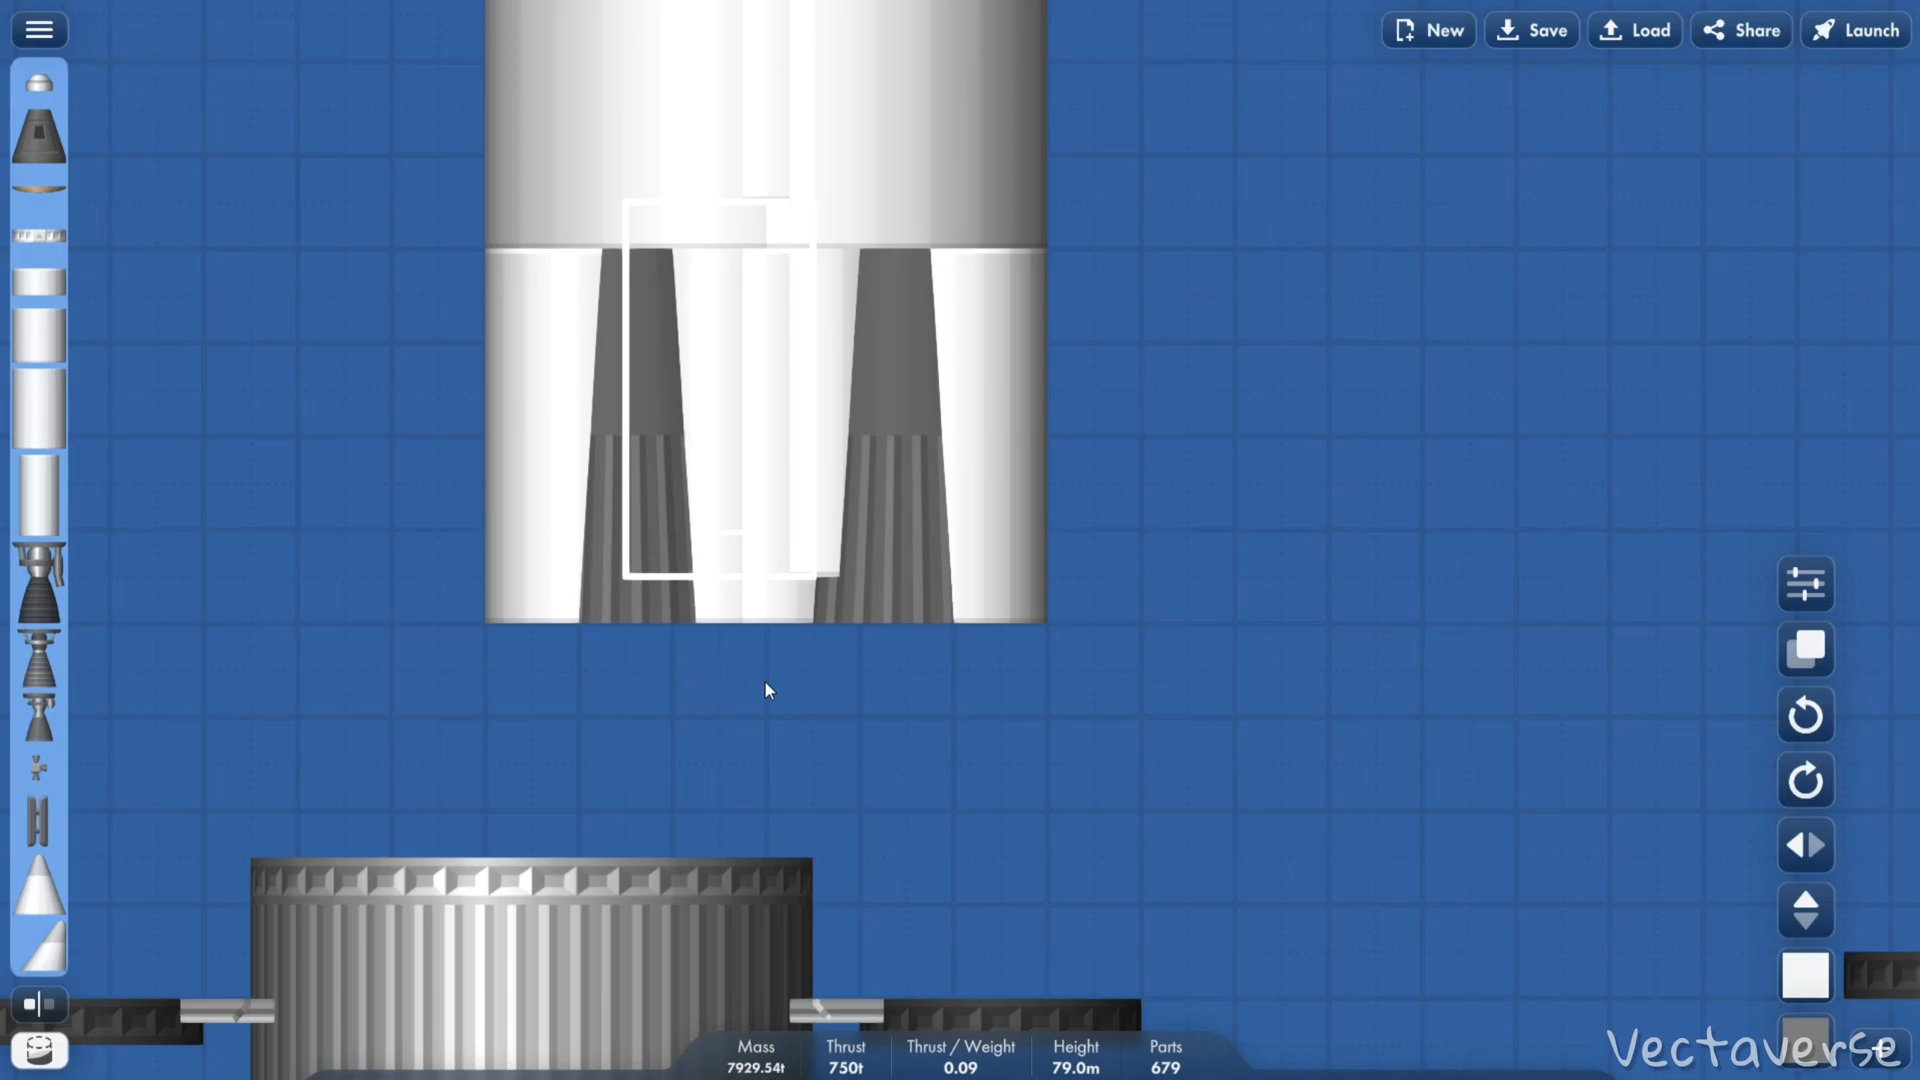 New Save Load Share Launch
Mass Thrust Thrust / Weight Height Parts
7929.54t 750t 0.09 79.0m 679
Vectaverse